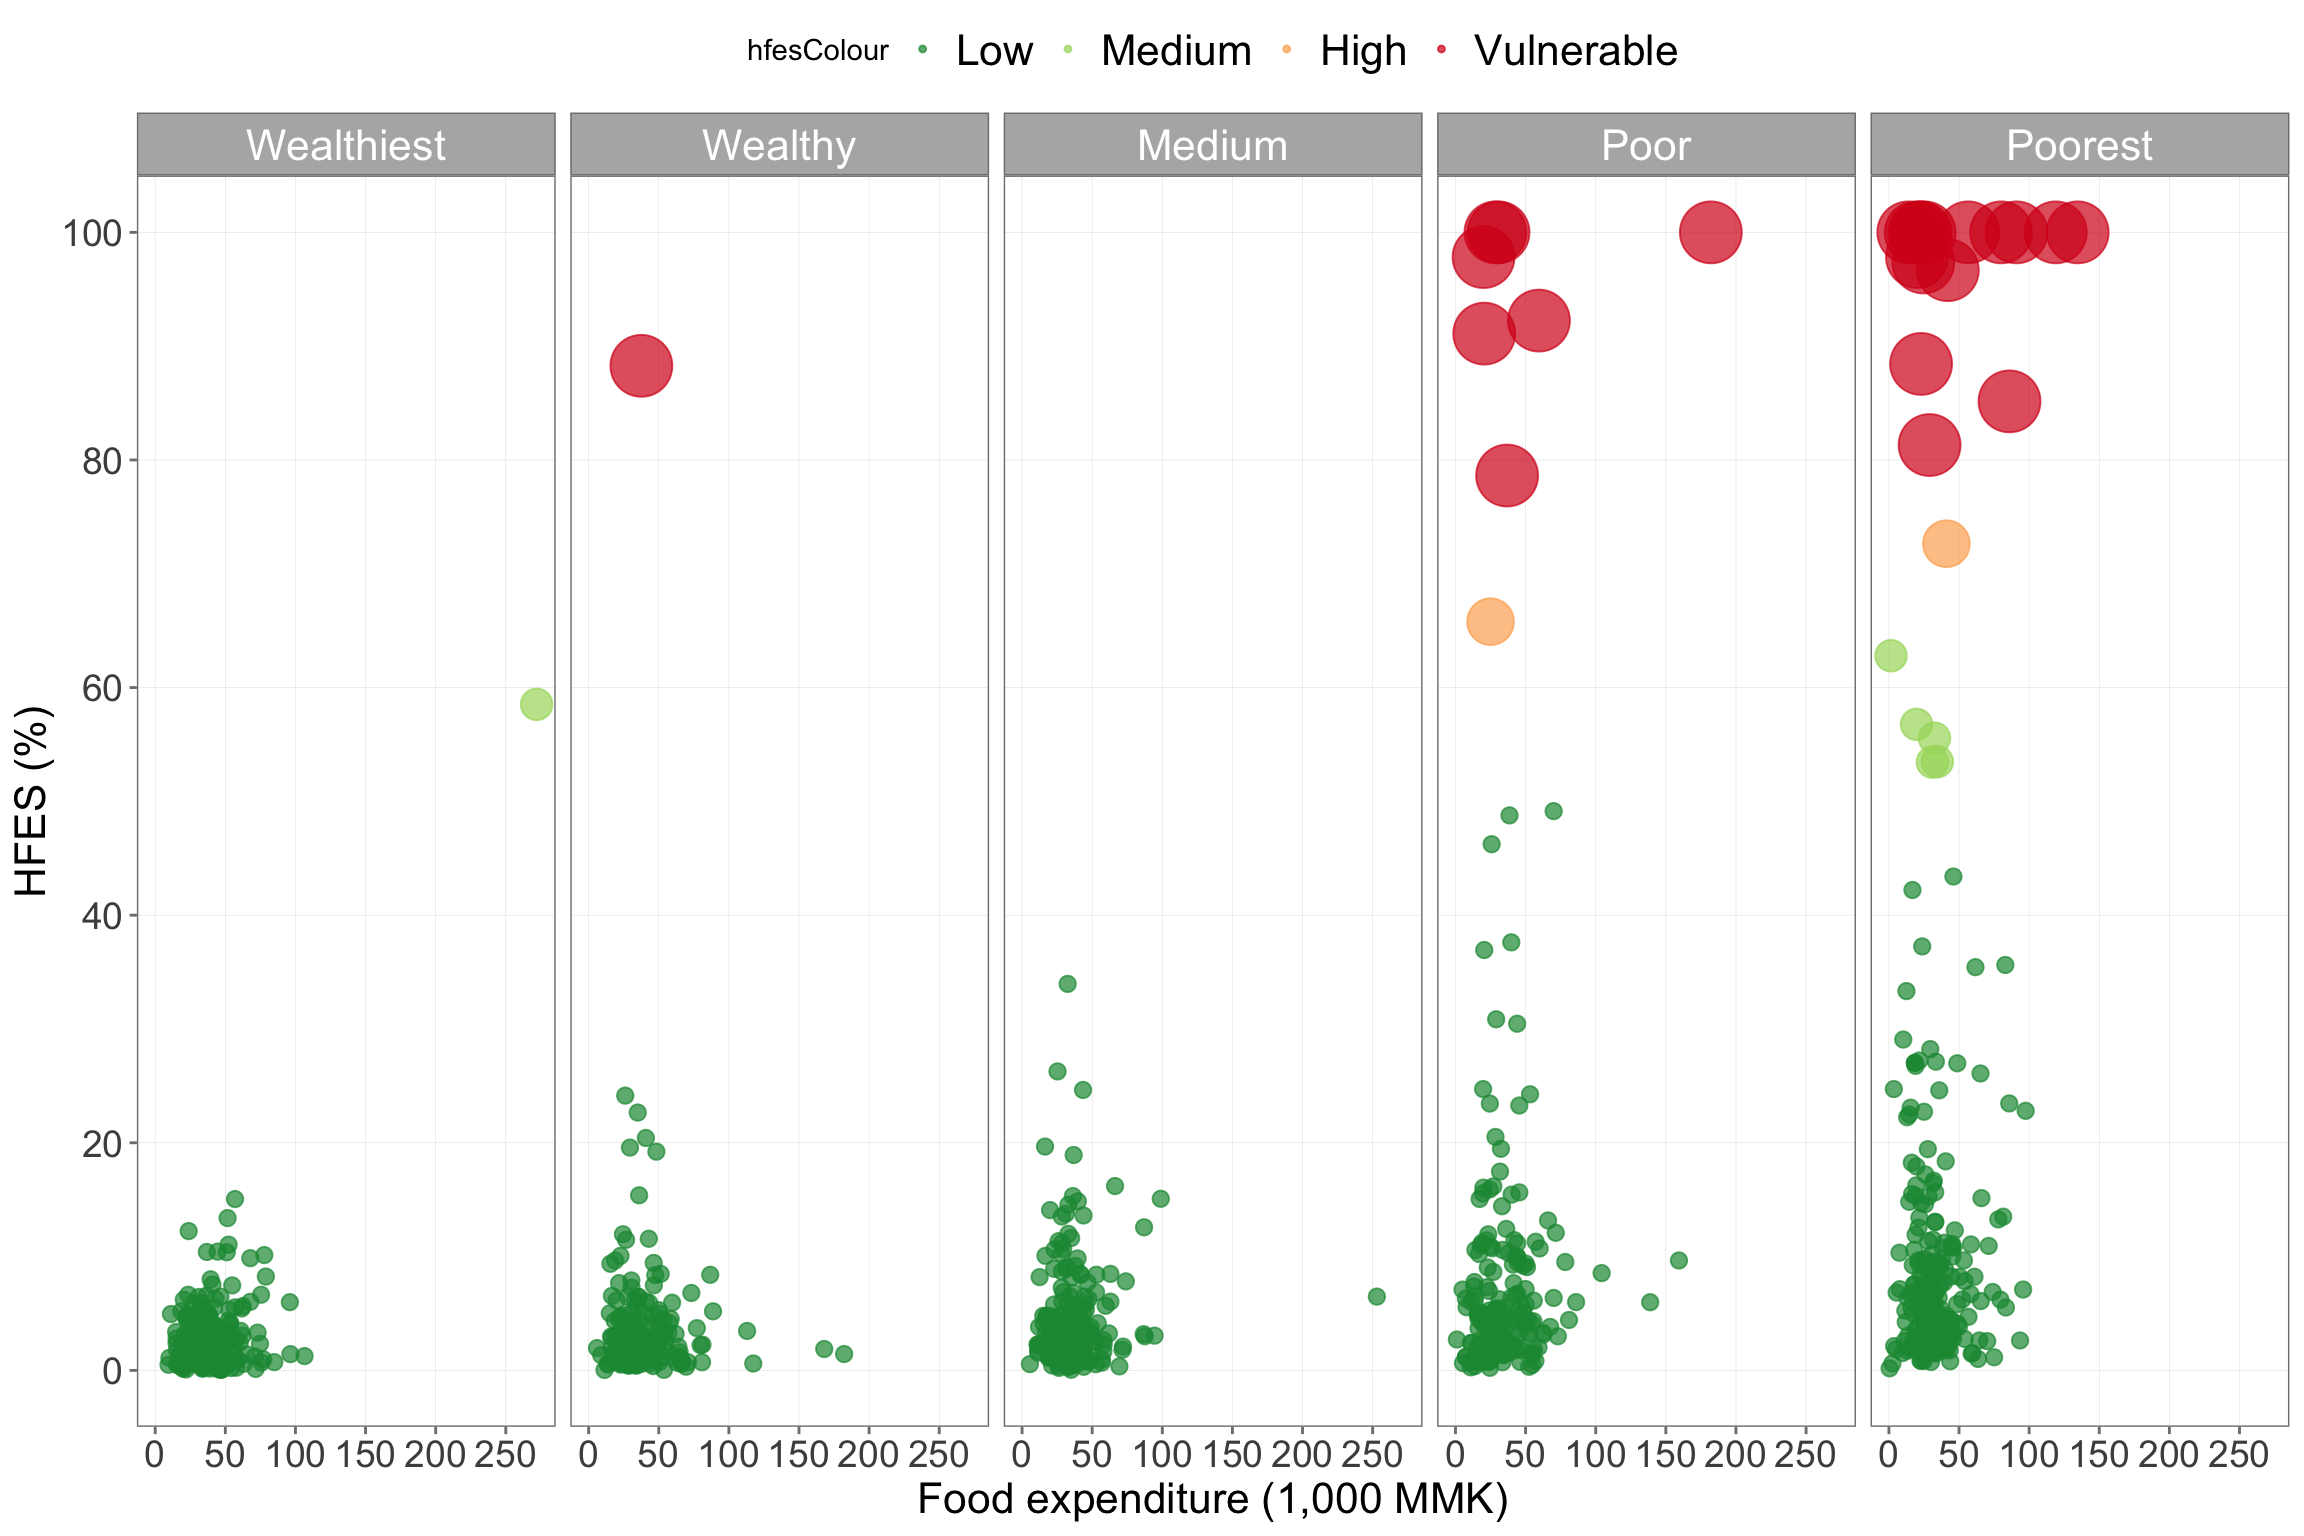 hfesColour Low Medium High Vulnerable
Wealthiest Wealthy Medium Poor Poorest
HFES (%)
100
80
60
40
20
0
0 50 100 150 200 250 0 50 100 150 200 250 0 50 100 150 200 250 0 50 100 150 200 250 0 50 100 150 200 250
Food expenditure (1,000 MMK)